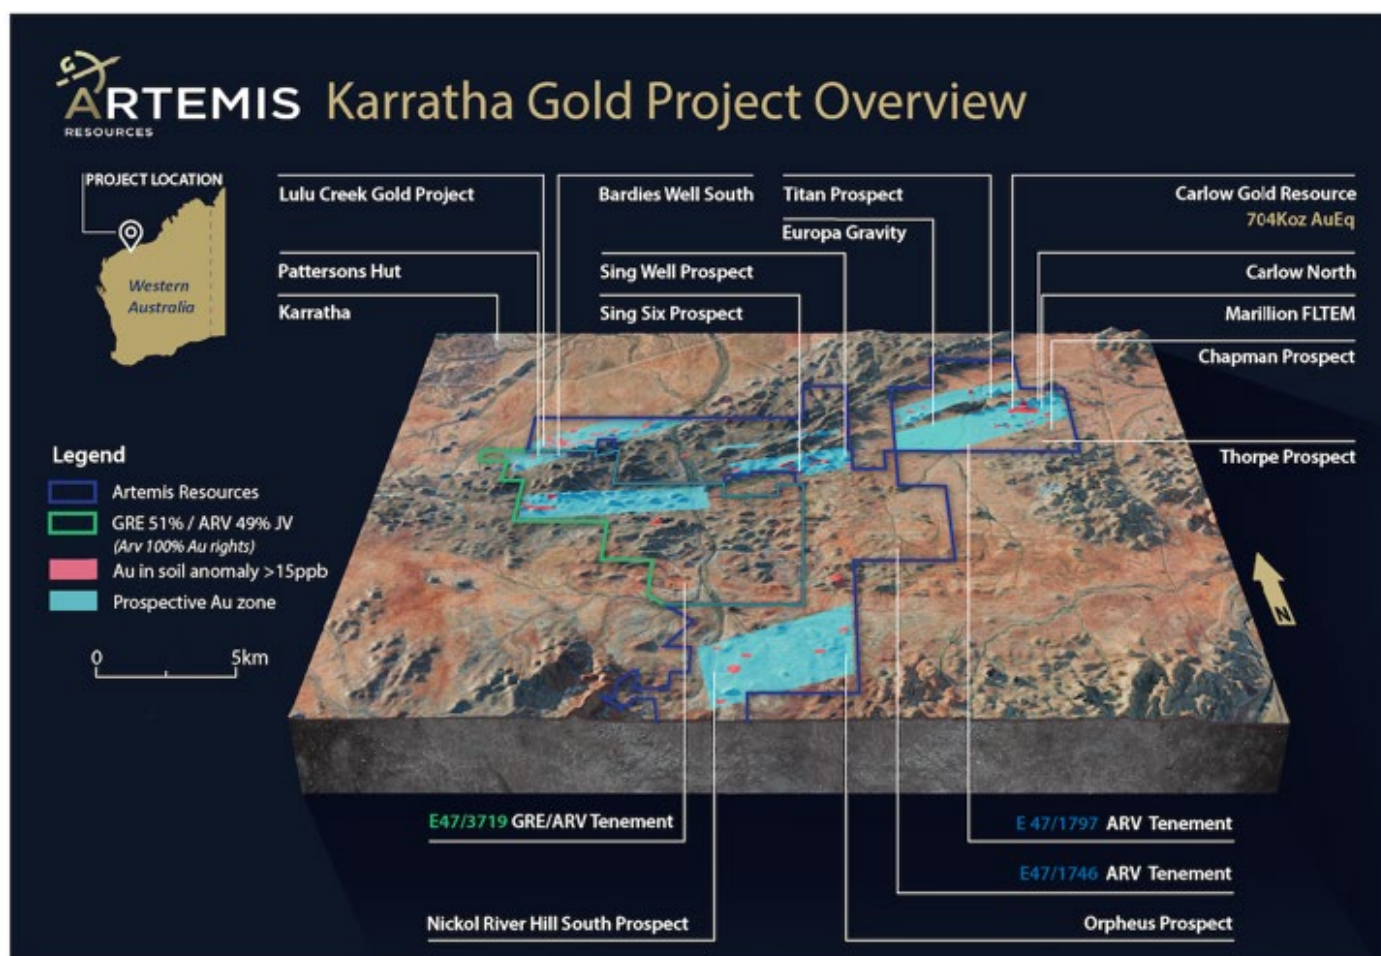 ARTEMIS
RESOURCES
Karratha Gold Project Overview
PROJECT LOCATION
Western
Australia
Lulu Creek Gold Project
Bardies Well South
Titan Prospect
Carlow Gold Resource
704Koz AuEq
Europa Gravity
Pattersons Hut
Sing Well Prospect
Carlow North
Karratha
Sing Six Prospect
Marillion FLTEM
Chapman Prospect
Thorpe Prospect
Legend
Artemis Resources
GRE 51% / ARV 49% JV
(Arv 100% Au rights)
Au in soil anomaly >15ppb
Prospective Au zone
0 5km
N
E47/3719 GRE/ARV Tenement
E 47/1797 ARV Tenement
E47/1746 ARV Tenement
Nickol River Hill South Prospect
Orpheus Prospect